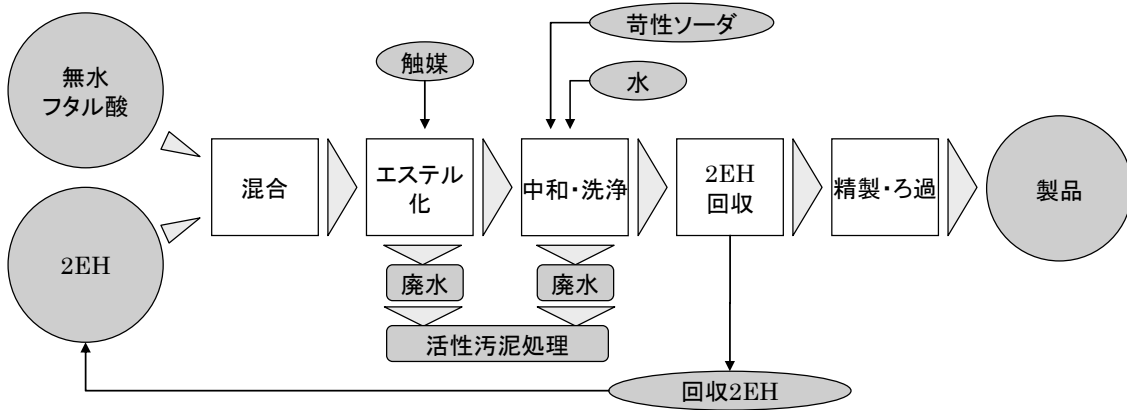 苛性ソーダ
無水
フタル酸
触媒
水
混合
エステル
化
中和・洗浄
2EH
回収
精製・ろ過
製品
2EH
廃水
廃水
活性汚泥処理
回収2EH